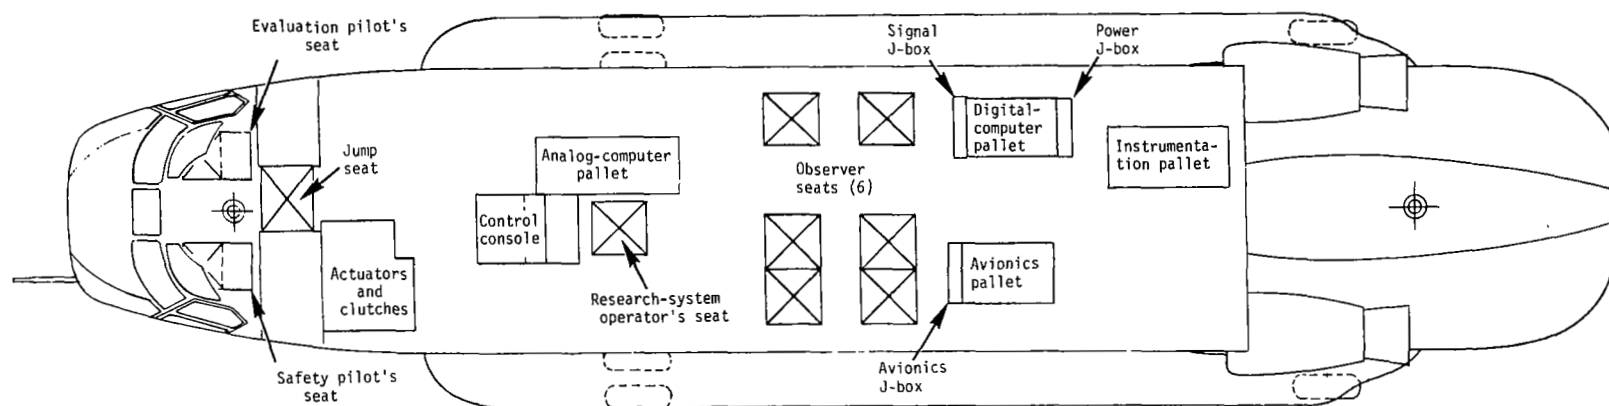 Evaluation pilot's
seat
Signal
J-box
Power
J-box
Jump
seat
Analog-computer
pallet
Observer
seats (6)
Digital-
computer
pallet
Instrumenta-
tion pallet
Control
console
Actuators
and
clutches
Research-system
operator's seat
Avionics
pallet
Safety pilot's
seat
Avionics
J-box